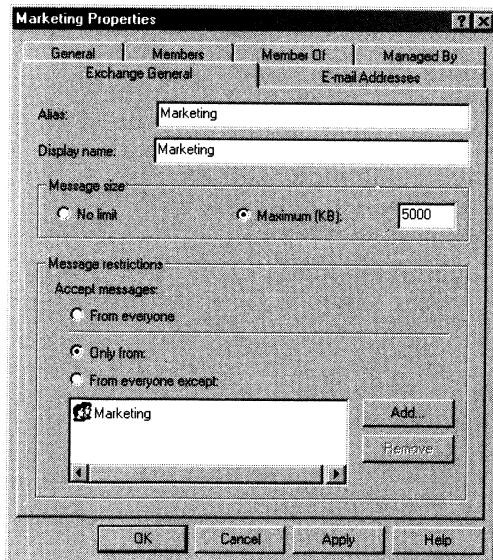 Marketing Properties
General Members Member Of Managed By
Exchange General E-mail Addresses
Alias: Marketing
Display name: Marketing
Message size
No limit Maximum (KB): 5000
Message restrictions
Accept messages:
From everyone
Only from:
From everyone except:
Marketing
Add...
Remove
OK Cancel Apply Help